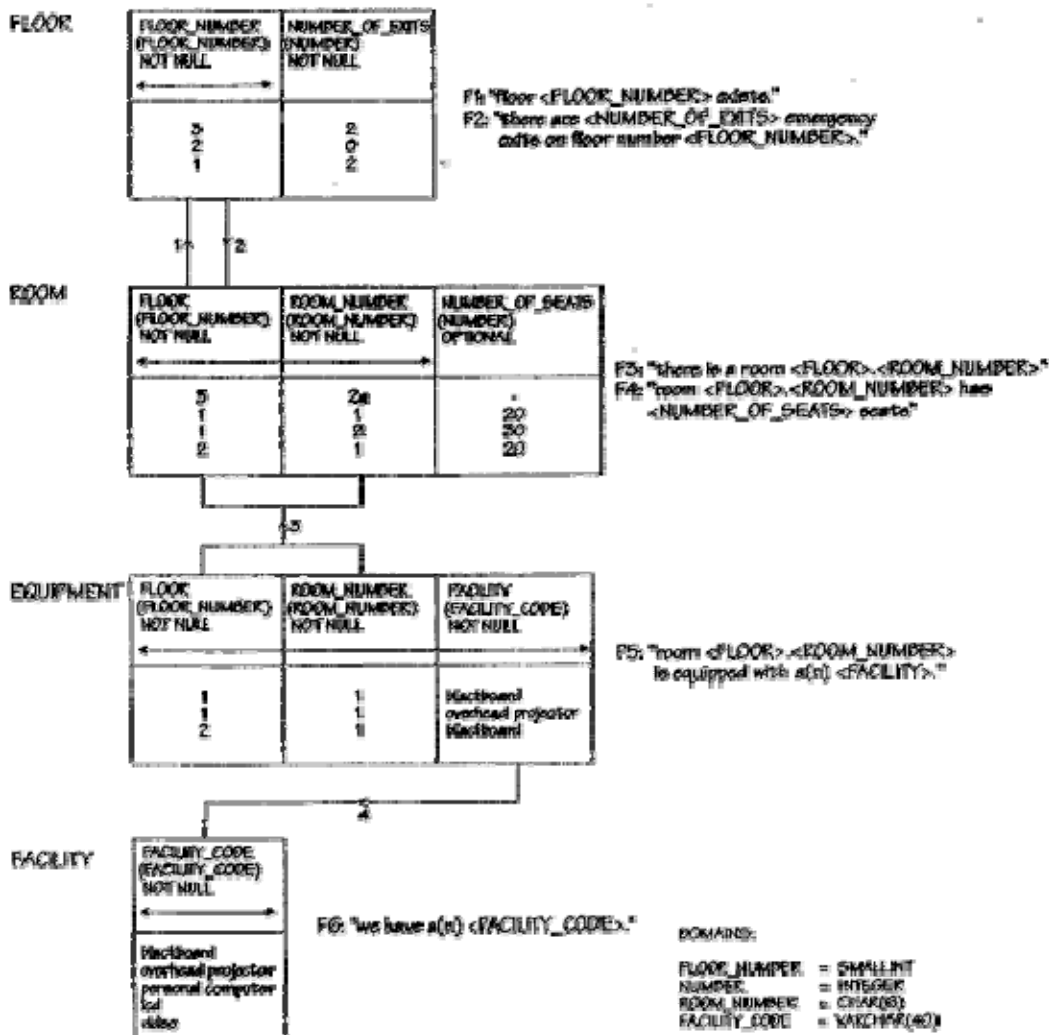 FLOOR
FLOOR_NUMBER NUMBER_OF_EXITS
(FLOOR_NUMBER) (NUMBER)
NOT NULL NOT NULL
3 2
2 0
1 2
F1: "floor <FLOOR_NUMBER> exists."
F2: "there are <NUMBER_OF_EXITS> emergency
exits on floor number <FLOOR_NUMBER>."
1 2
ROOM
FLOOR ROOM_NUMBER NUMBER_OF_SEATS
(FLOOR_NUMBER) (ROOM_NUMBER) (NUMBER)
NOT NULL NOT NULL OPTIONAL
3 2a -
1 1 20
1 2 30
2 1 20
F3: "there is a room <FLOOR>.<ROOM_NUMBER>"
F4: "room <FLOOR>.<ROOM_NUMBER> has
<NUMBER_OF_SEATS> seats"
3
EQUIPMENT
FLOOR ROOM_NUMBER FACILITY
(FLOOR_NUMBER) (ROOM_NUMBER) (FACILITY_CODE)
NOT NULL NOT NULL NOT NULL
1 1 blackboard
1 1 overhead projector
2 1 blackboard
F5: "room <FLOOR>.<ROOM_NUMBER>
is equipped with a(n) <FACILITY>."
4
FACILITY
FACILITY_CODE
(FACILITY_CODE)
NOT NULL
blackboard
overhead projector
personal computer
lcd
video
F6: "we have a(n) <FACILITY_CODE>."
DOMAINS:
FLOOR_NUMBER = SMALLINT
NUMBER = INTEGER
ROOM_NUMBER =
FACILITY_CODE = VARCHAR(40)